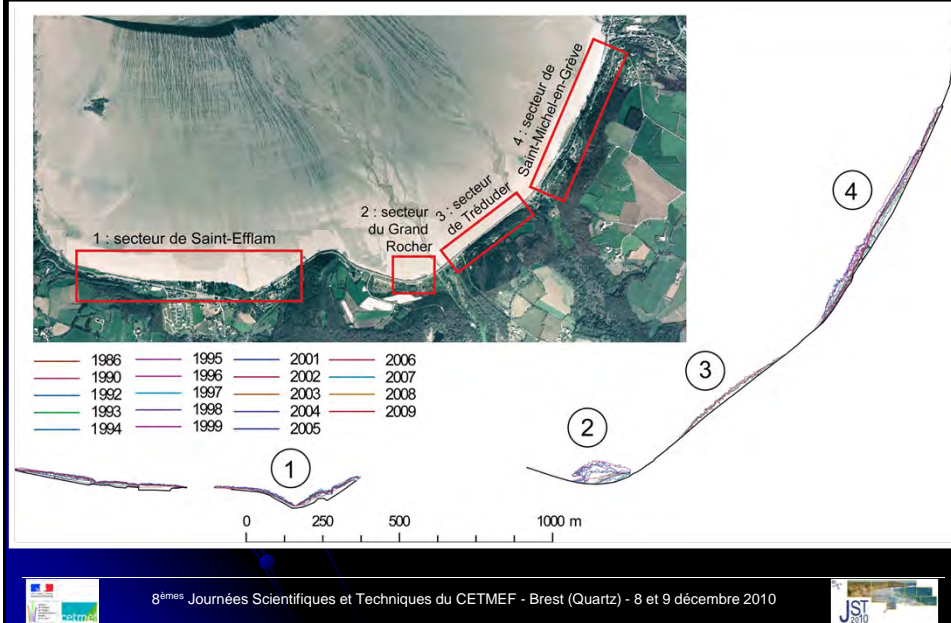 4 : secteur de
Saint-Michel-en-Grève
3 : secteur
de Tréduder
2 : secteur
du Grand
Rocher
1 : secteur de Saint-Efflam
1986
1990
1992
1993
1994
1995
1996
1997
1998
1999
2001
2002
2003
2004
2005
2006
2007
2008
2009
4
3
2
1
0 250 500 1000 m
cetmef
8èmes Journées Scientifiques et Techniques du CETMEF - Brest (Quartz) - 8 et 9 décembre 2010
JST
2010